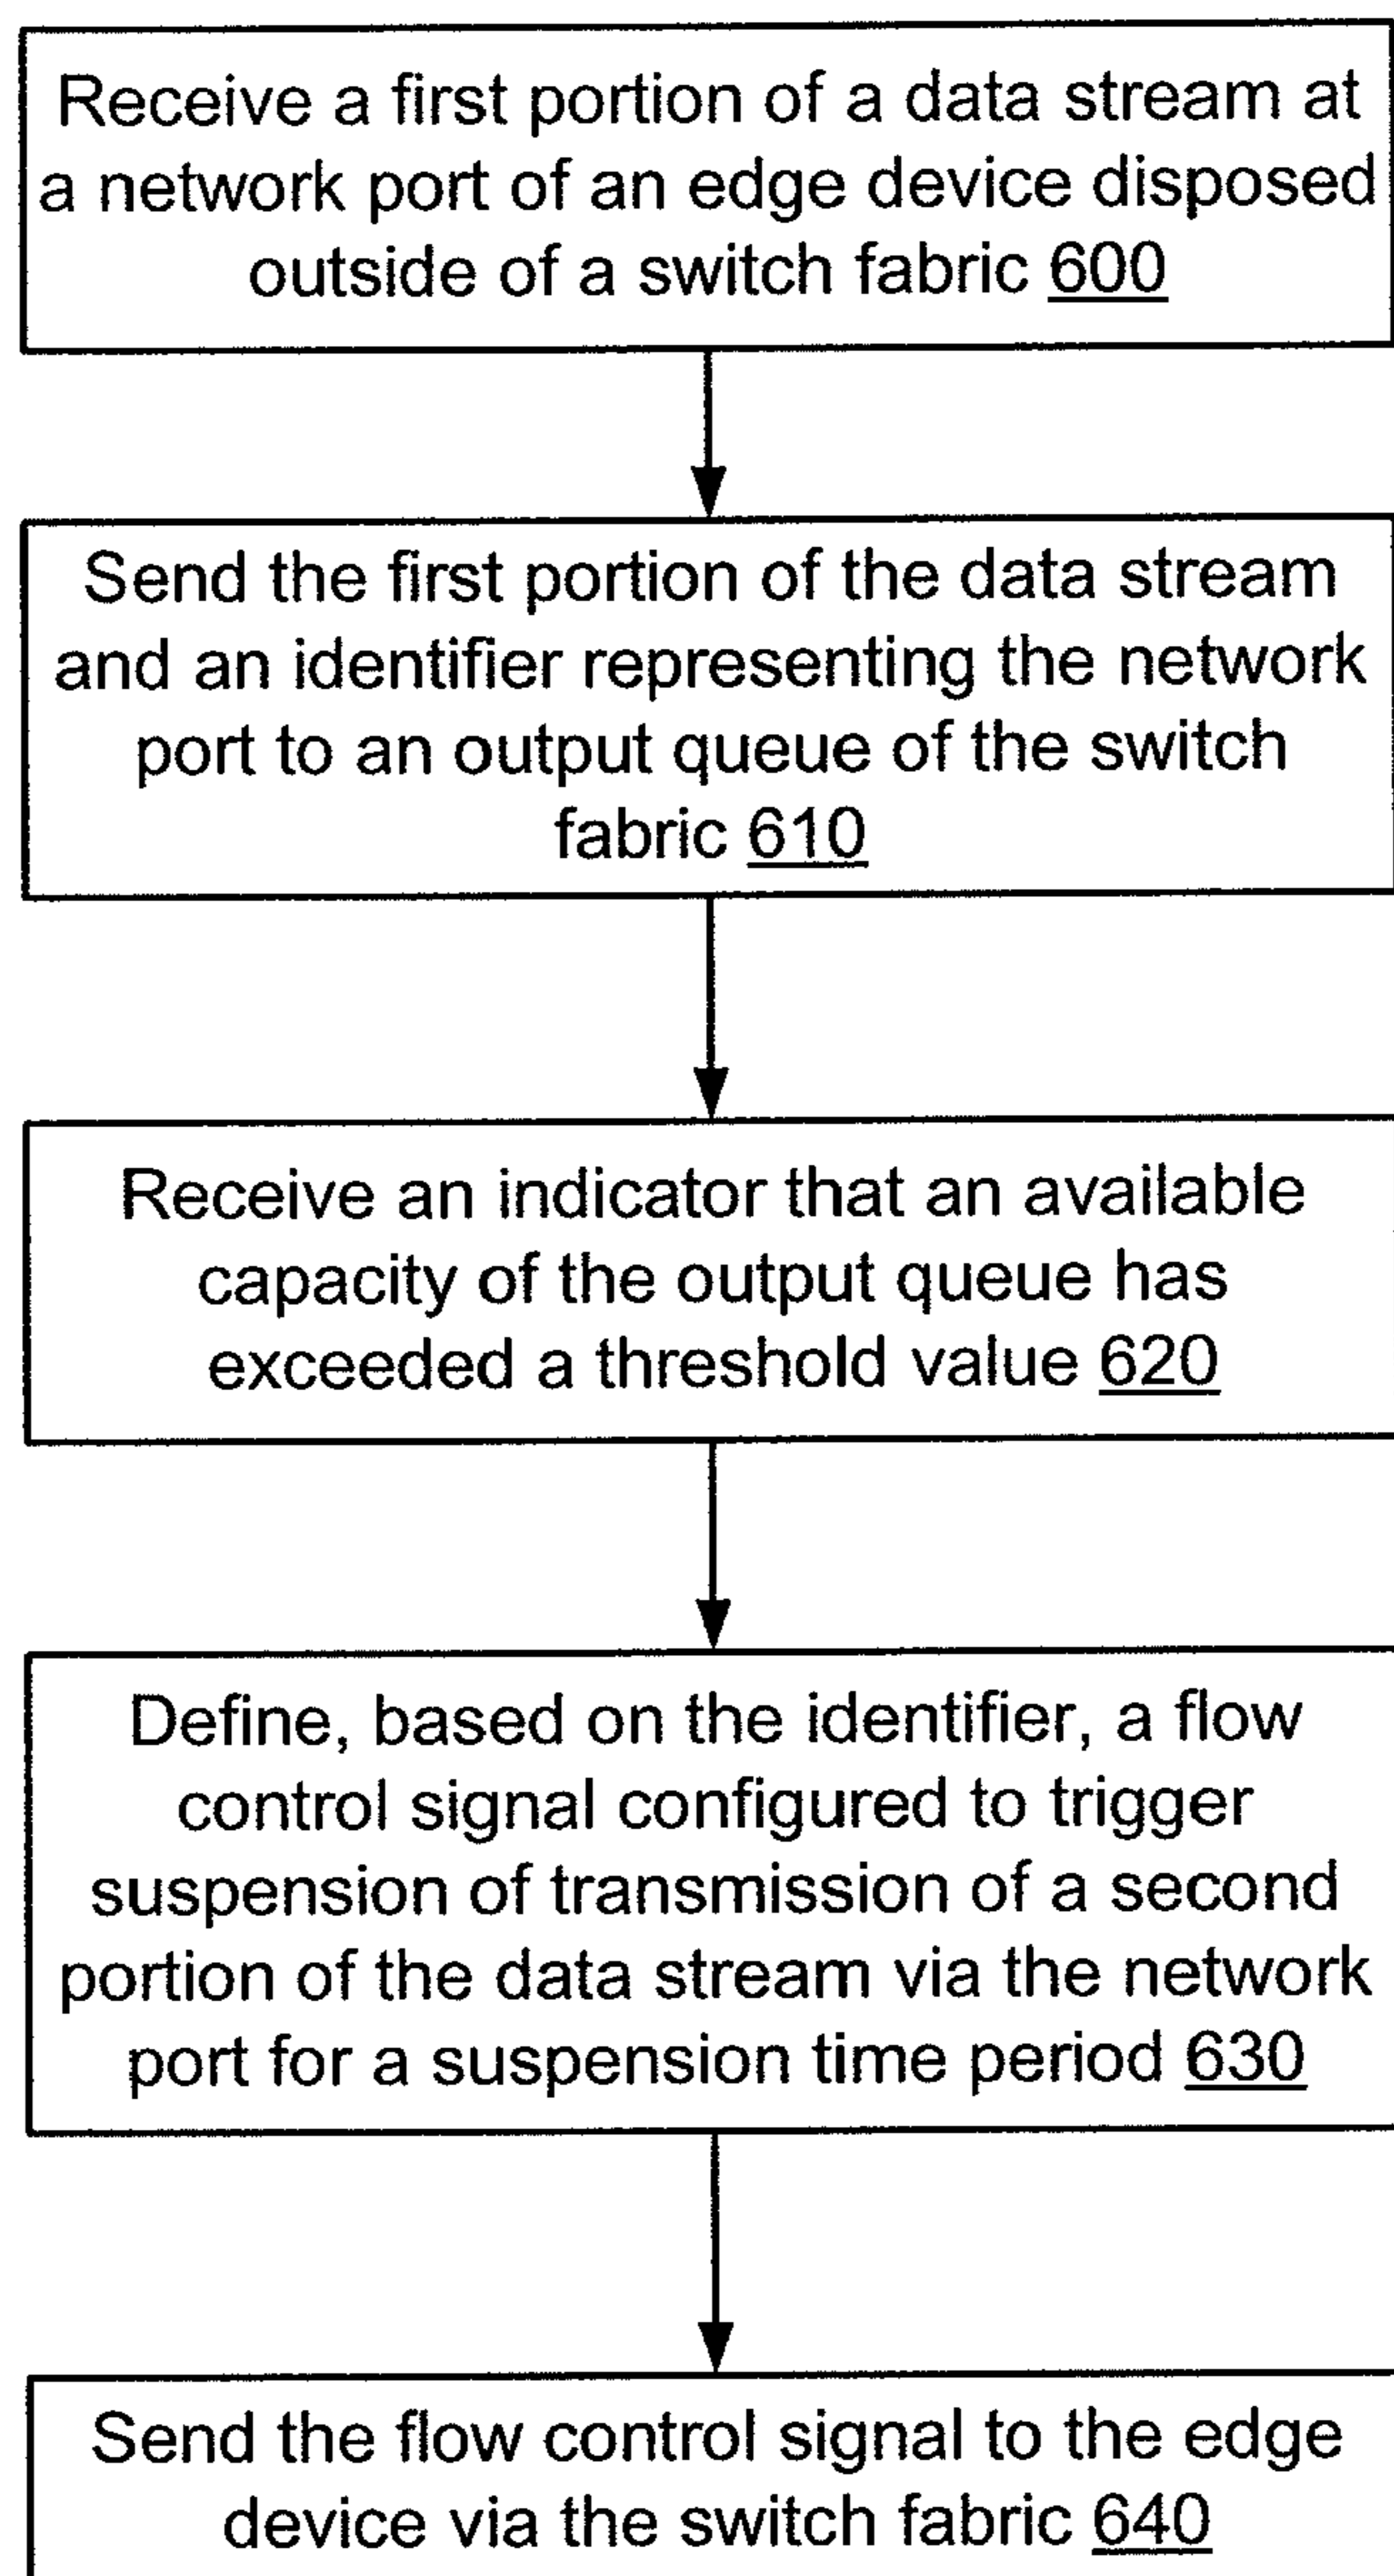 Receive a first portion of a data stream at
a network port of an edge device disposed
outside of a switch fabric 600
Send the first portion of the data stream
and an identifier representing the network
port to an output queue of the switch
fabric 610
Receive an indicator that an available
capacity of the output queue has
exceeded a threshold value 620
Define, based on the identifier, a flow
control signal configured to trigger
suspension of transmission of a second
portion of the data stream via the network
port for a suspension time period 630
Send the flow control signal to the edge
device via the switch fabric 640